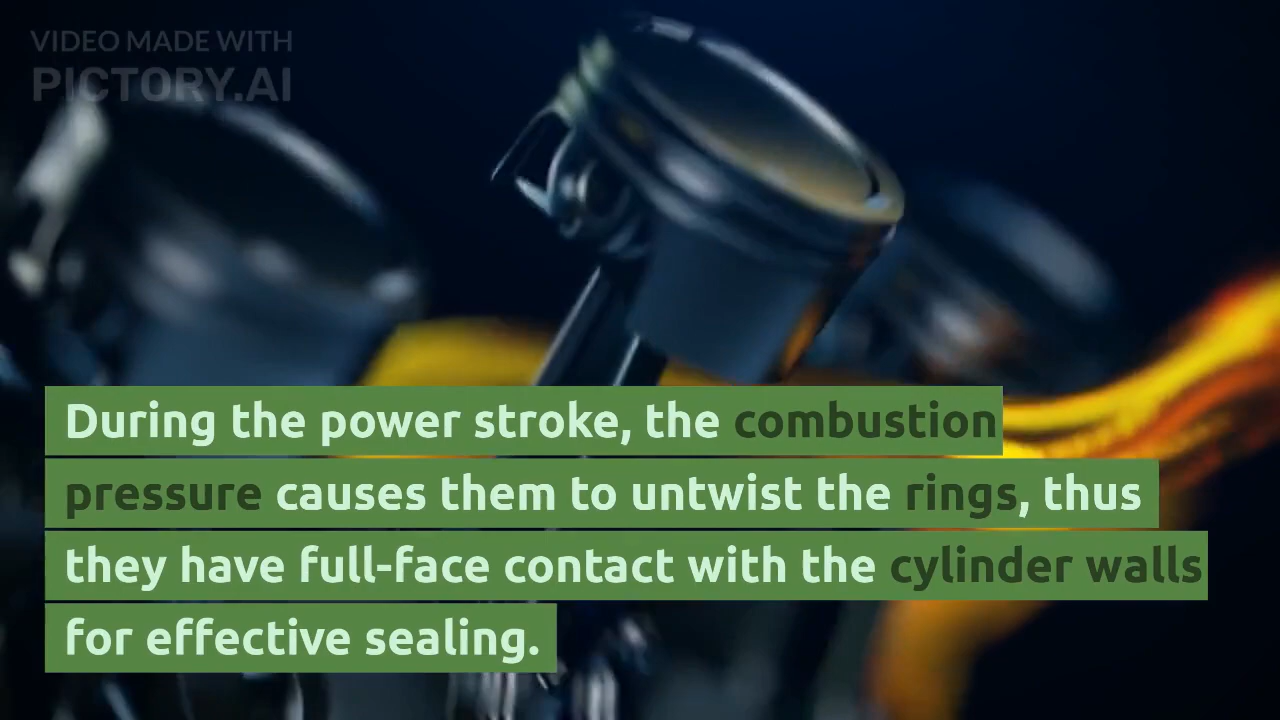 VIDEO MADE WITH
PICTORY.AI
During the power stroke, the combustion
pressure causes them to untwist the rings, thus
they have full-face contact with the cylinder walls
for effective sealing.